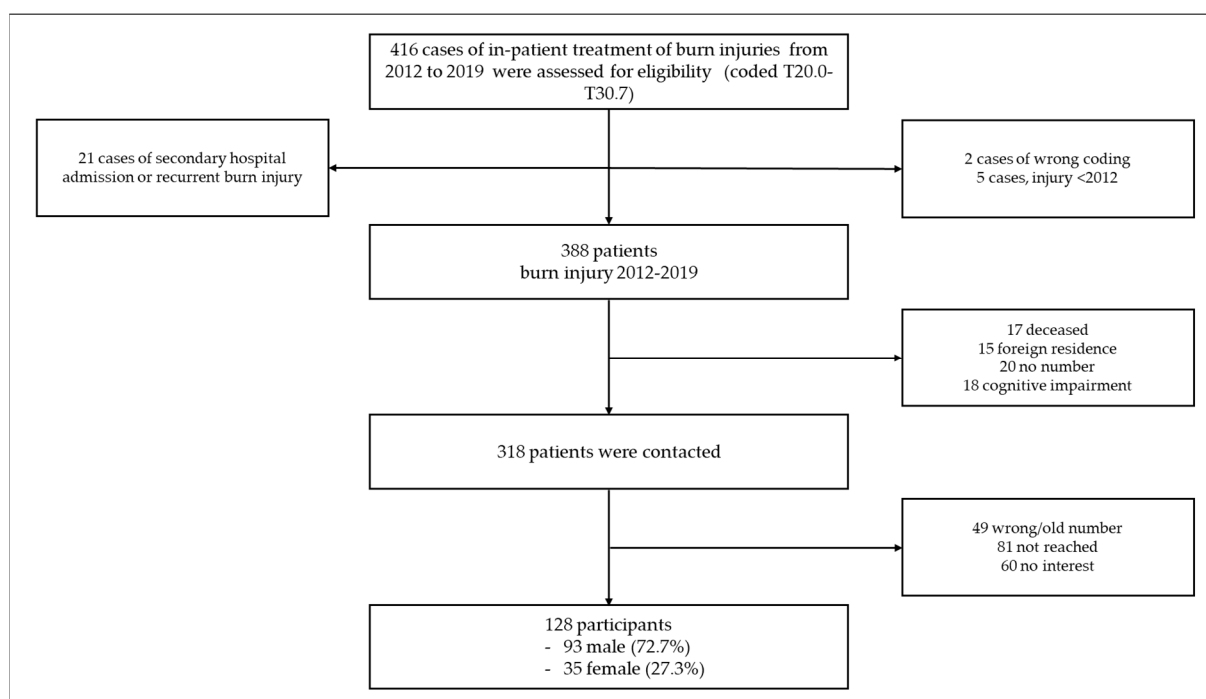 416 cases of in-patient treatment of burn injuries from
2012 to 2019 were assessed for eligibility (coded T20.0-
T30.7)
21 cases of secondary hospital
admission or recurrent burn injury
2 cases of wrong coding
5 cases, injury <2012
388 patients
burn injury 2012-2019
17 deceased
15 foreign residence
20 no number
18 cognitive impairment
318 patients were contacted
49 wrong/old number
81 not reached
60 no interest
128 participants
- 93 male (72.7%)
- 35 female (27.3%)